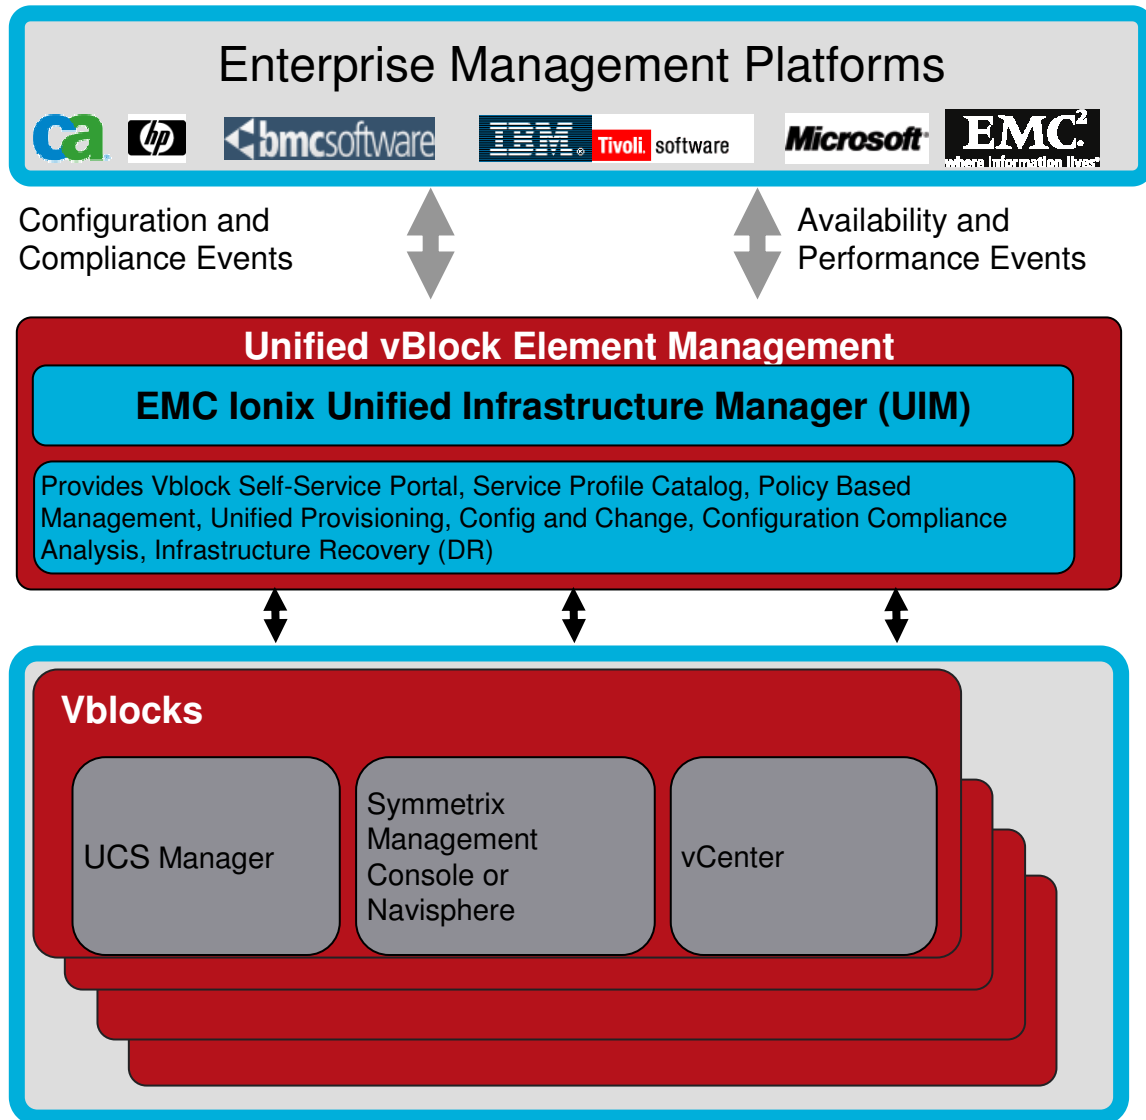 Enterprise Management Platforms
ca hp bmcsoftware IBM. Tivoli. software Microsoft EMC²
where information lives®
Configuration and
Compliance Events
Availability and
Performance Events
Unified vBlock Element Management
EMC Ionix Unified Infrastructure Manager (UIM)
Provides Vblock Self-Service Portal, Service Profile Catalog, Policy Based
Management, Unified Provisioning, Config and Change, Configuration Compliance
Analysis, Infrastructure Recovery (DR)
Vblocks
UCS Manager
Symmetrix
Management
Console or
Navisphere
vCenter